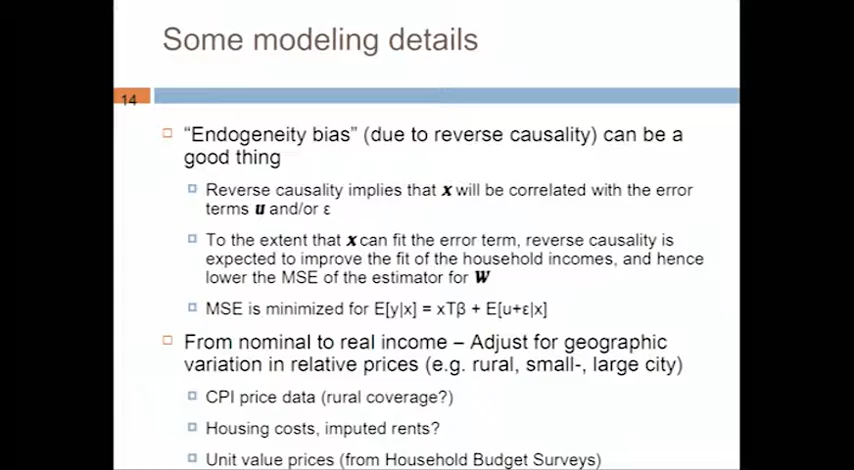 Some modeling details
14
“Endogeneity bias” (due to reverse causality) can be a
good thing
Reverse causality implies that x will be correlated with the error
terms u and/or ε
To the extent that x can fit the error term, reverse causality is
expected to improve the fit of the household incomes, and hence
lower the MSE of the estimator for W
MSE is minimized for E[y|x] = xTβ + E[u+ε|x]
From nominal to real income – Adjust for geographic
variation in relative prices (e.g. rural, small-, large city)
CPI price data (rural coverage?)
Housing costs, imputed rents?
Unit value prices (from Household Budget Surveys)